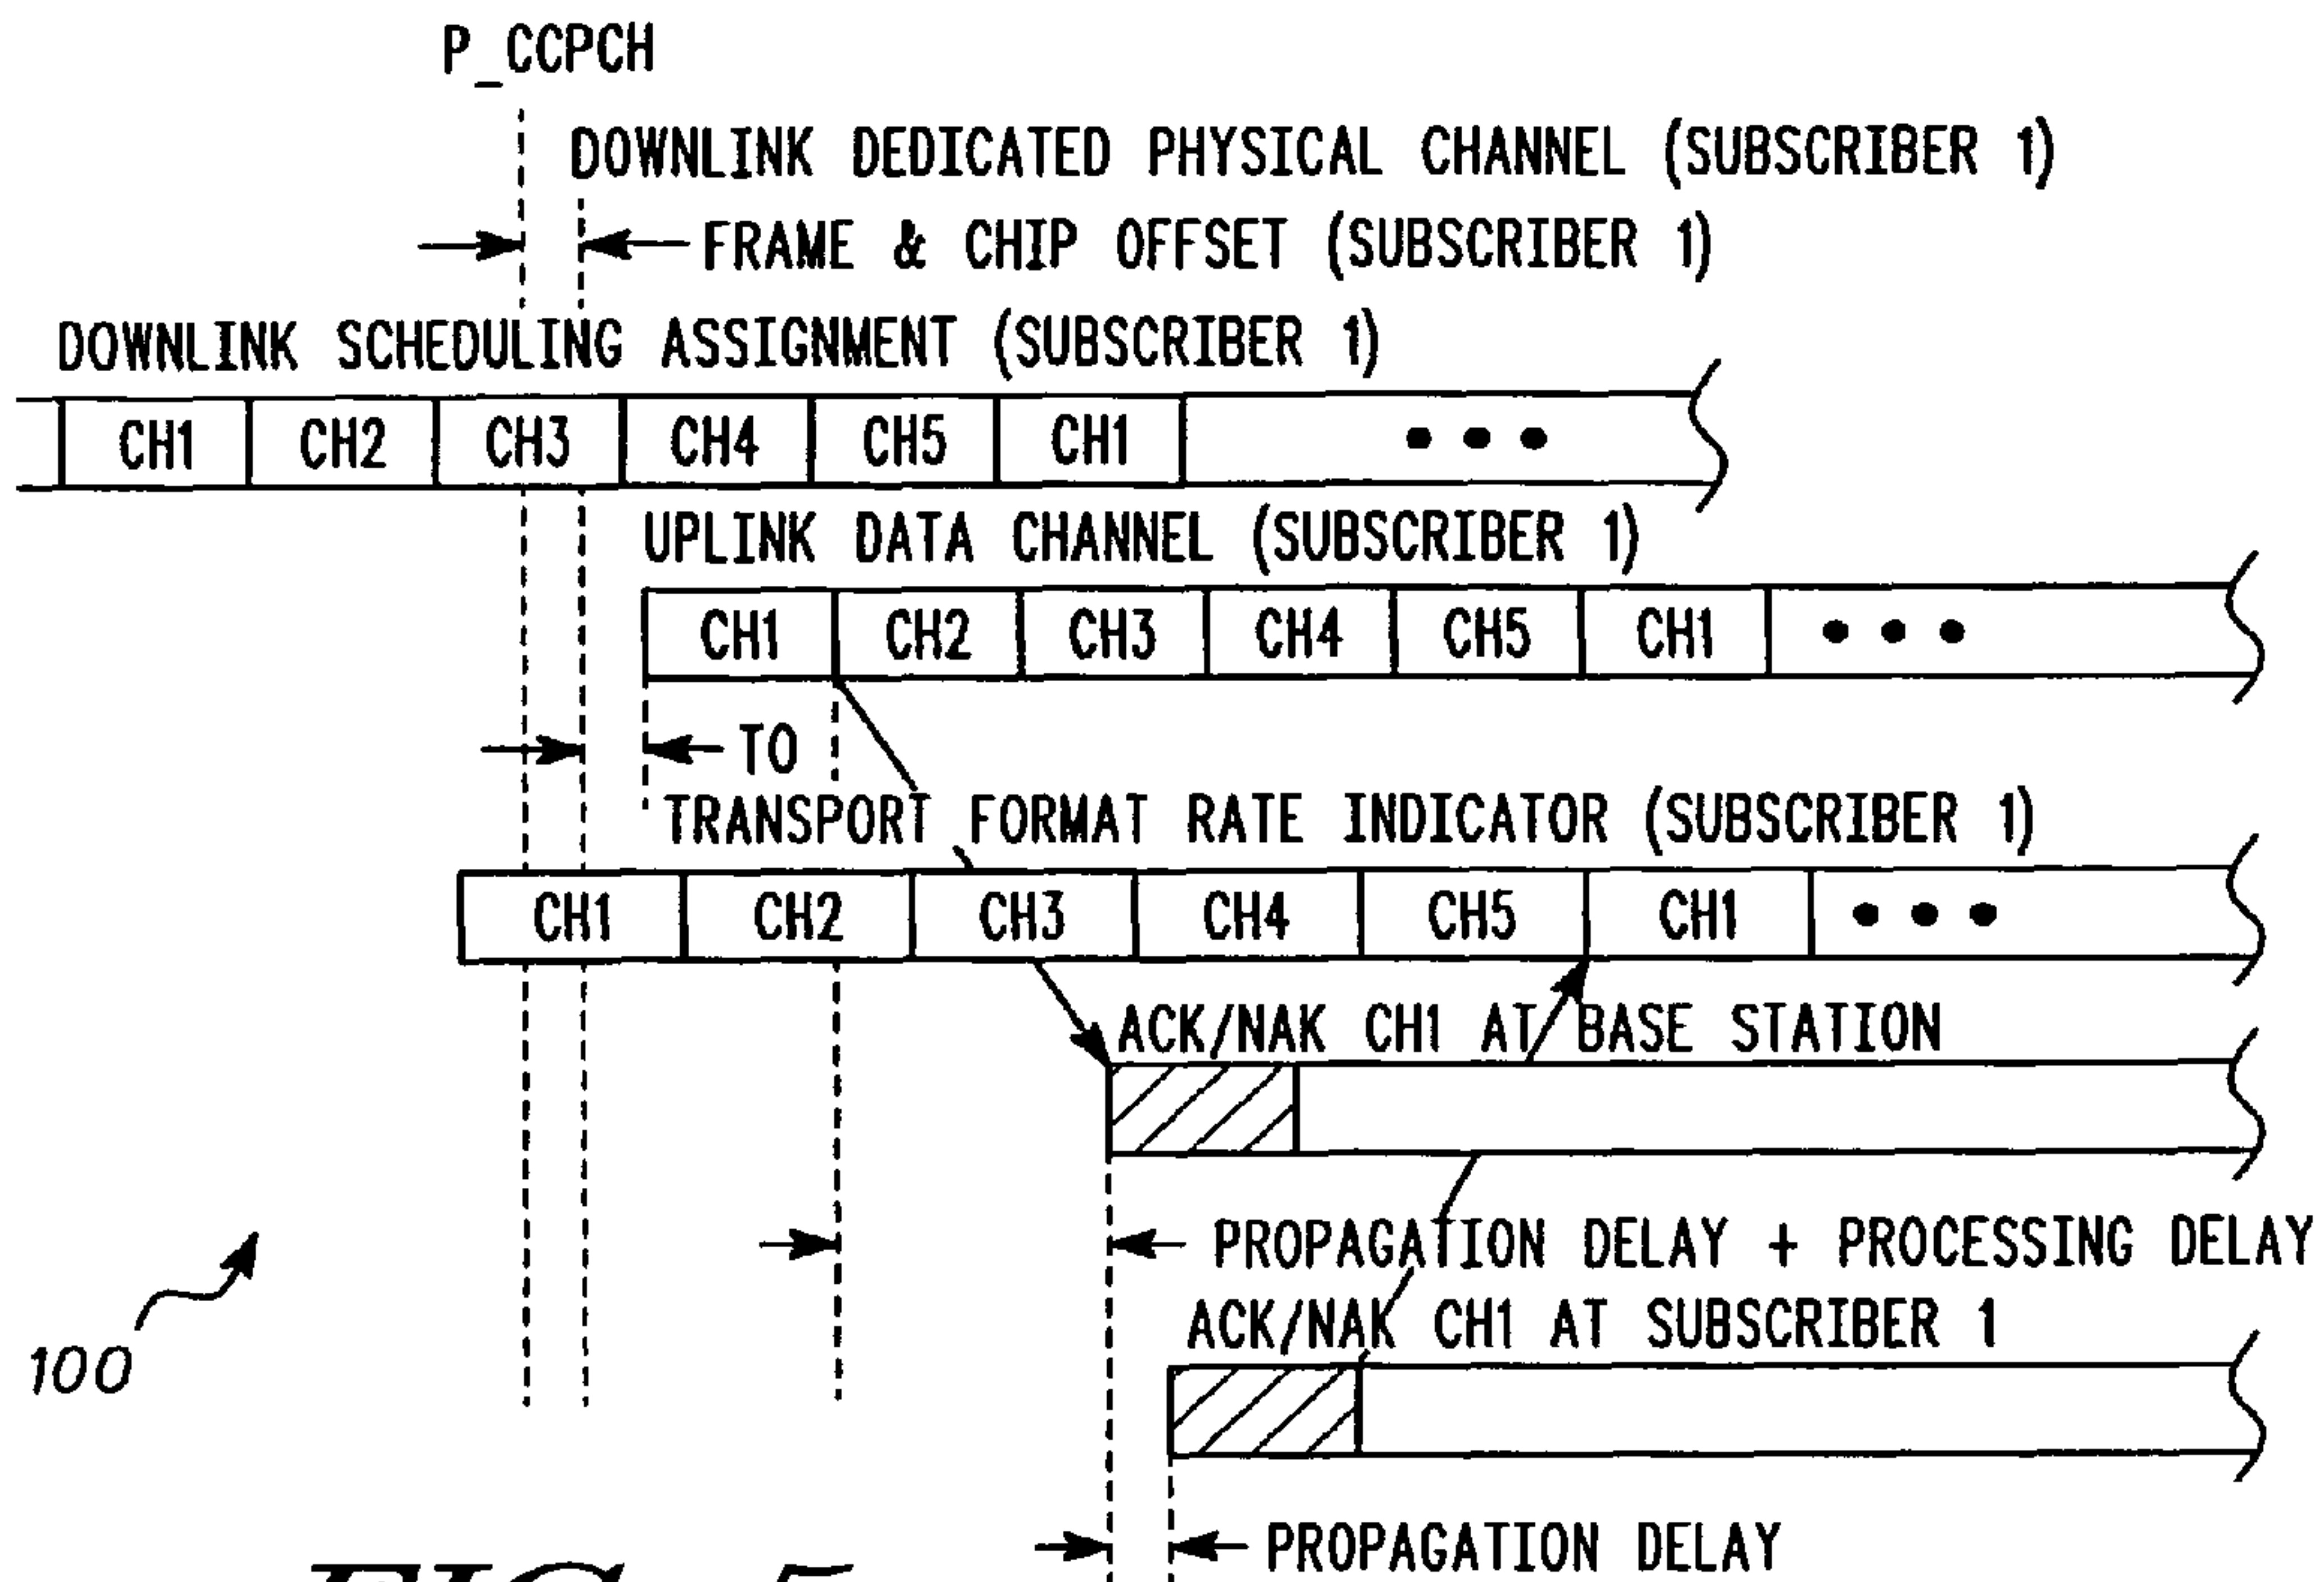 P_CCPCH
DOWNLINK DEDICATED PHYSICAL CHANNEL (SUBSCRIBER 1)
FRAME & CHIP OFFSET (SUBSCRIBER 1)
DOWNLINK SCHEDULING ASSIGNMENT (SUBSCRIBER 1)
CH1 CH2 CH3 CH4 CH5 CH1 •••
UPLINK DATA CHANNEL (SUBSCRIBER 1)
CH1 CH2 CH3 CH4 CH5 CH1 •••
TO
TRANSPORT FORMAT RATE INDICATOR (SUBSCRIBER 1)
CH1 CH2 CH3 CH4 CH5 CH1 •••
ACK/NAK CH1 AT BASE STATION
PROPAGATION DELAY + PROCESSING DELAY
ACK/NAK CH1 AT SUBSCRIBER 1
100
PROPAGATION DELAY